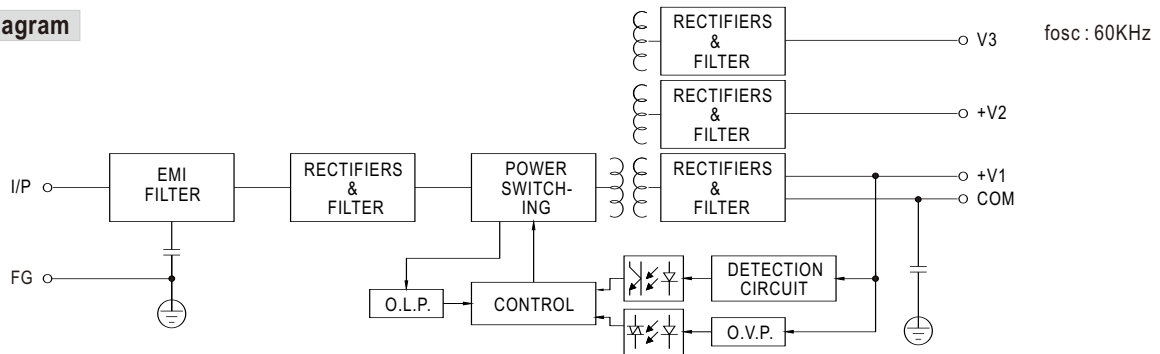 agram
RECTIFIERS
&
FILTER
V3
fosc : 60KHz
RECTIFIERS
&
FILTER
+V2
I/P
EMI
FILTER
RECTIFIERS
&
FILTER
POWER
SWITCH-
ING
RECTIFIERS
&
FILTER
+V1
COM
FG
O.L.P.
CONTROL
DETECTION
CIRCUIT
O.V.P.